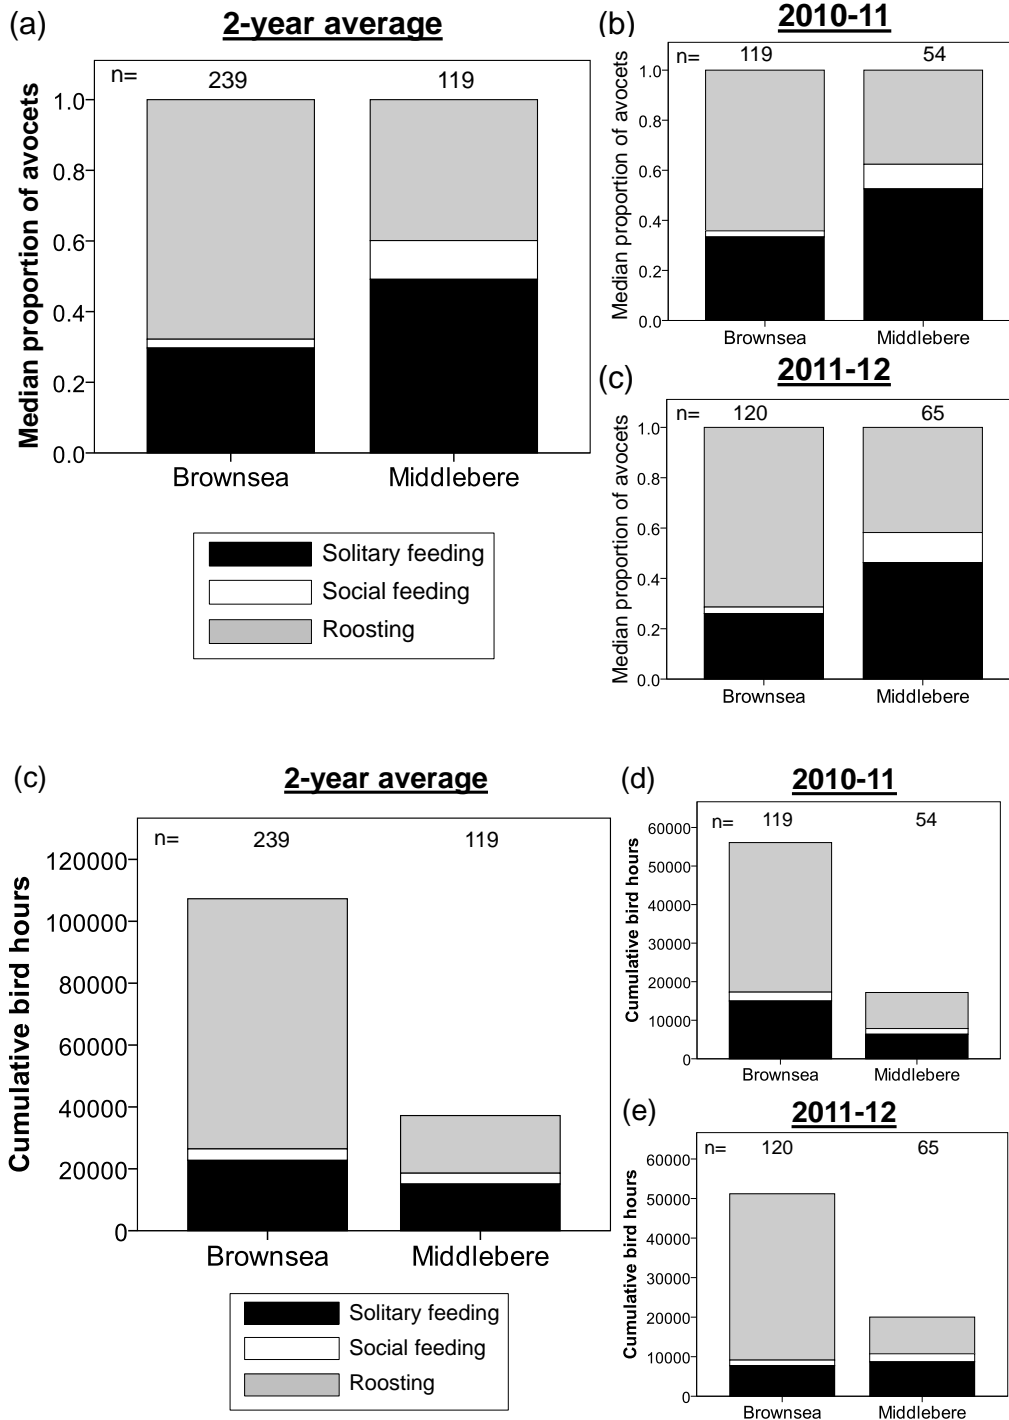 (a)
2-year average
n=
239
119
Median proportion of avocets
1.0
0.8
0.6
0.4
0.2
0.0
Brownsea
Middlebere
Solitary feeding
Social feeding
Roosting
(b)
2010-11
n=
119
54
Median proportion of avocets
1.0
0.8
0.6
0.4
0.2
0.0
Brownsea
Middlebere
(c)
2011-12
n=
120
65
Median proportion of avocets
1.0
0.8
0.6
0.4
0.2
0.0
Brownsea
Middlebere
(c)
2-year average
n=
239
119
Cumulative bird hours
120000
100000
80000
60000
40000
20000
0
Brownsea
Middlebere
Solitary feeding
Social feeding
Roosting
(d)
2010-11
n=
119
54
Cumulative bird hours
60000
50000
40000
30000
20000
10000
0
Brownsea
Middlebere
(e)
2011-12
n=
120
65
Cumulative bird hours
60000
50000
40000
30000
20000
10000
0
Brownsea
Middlebere